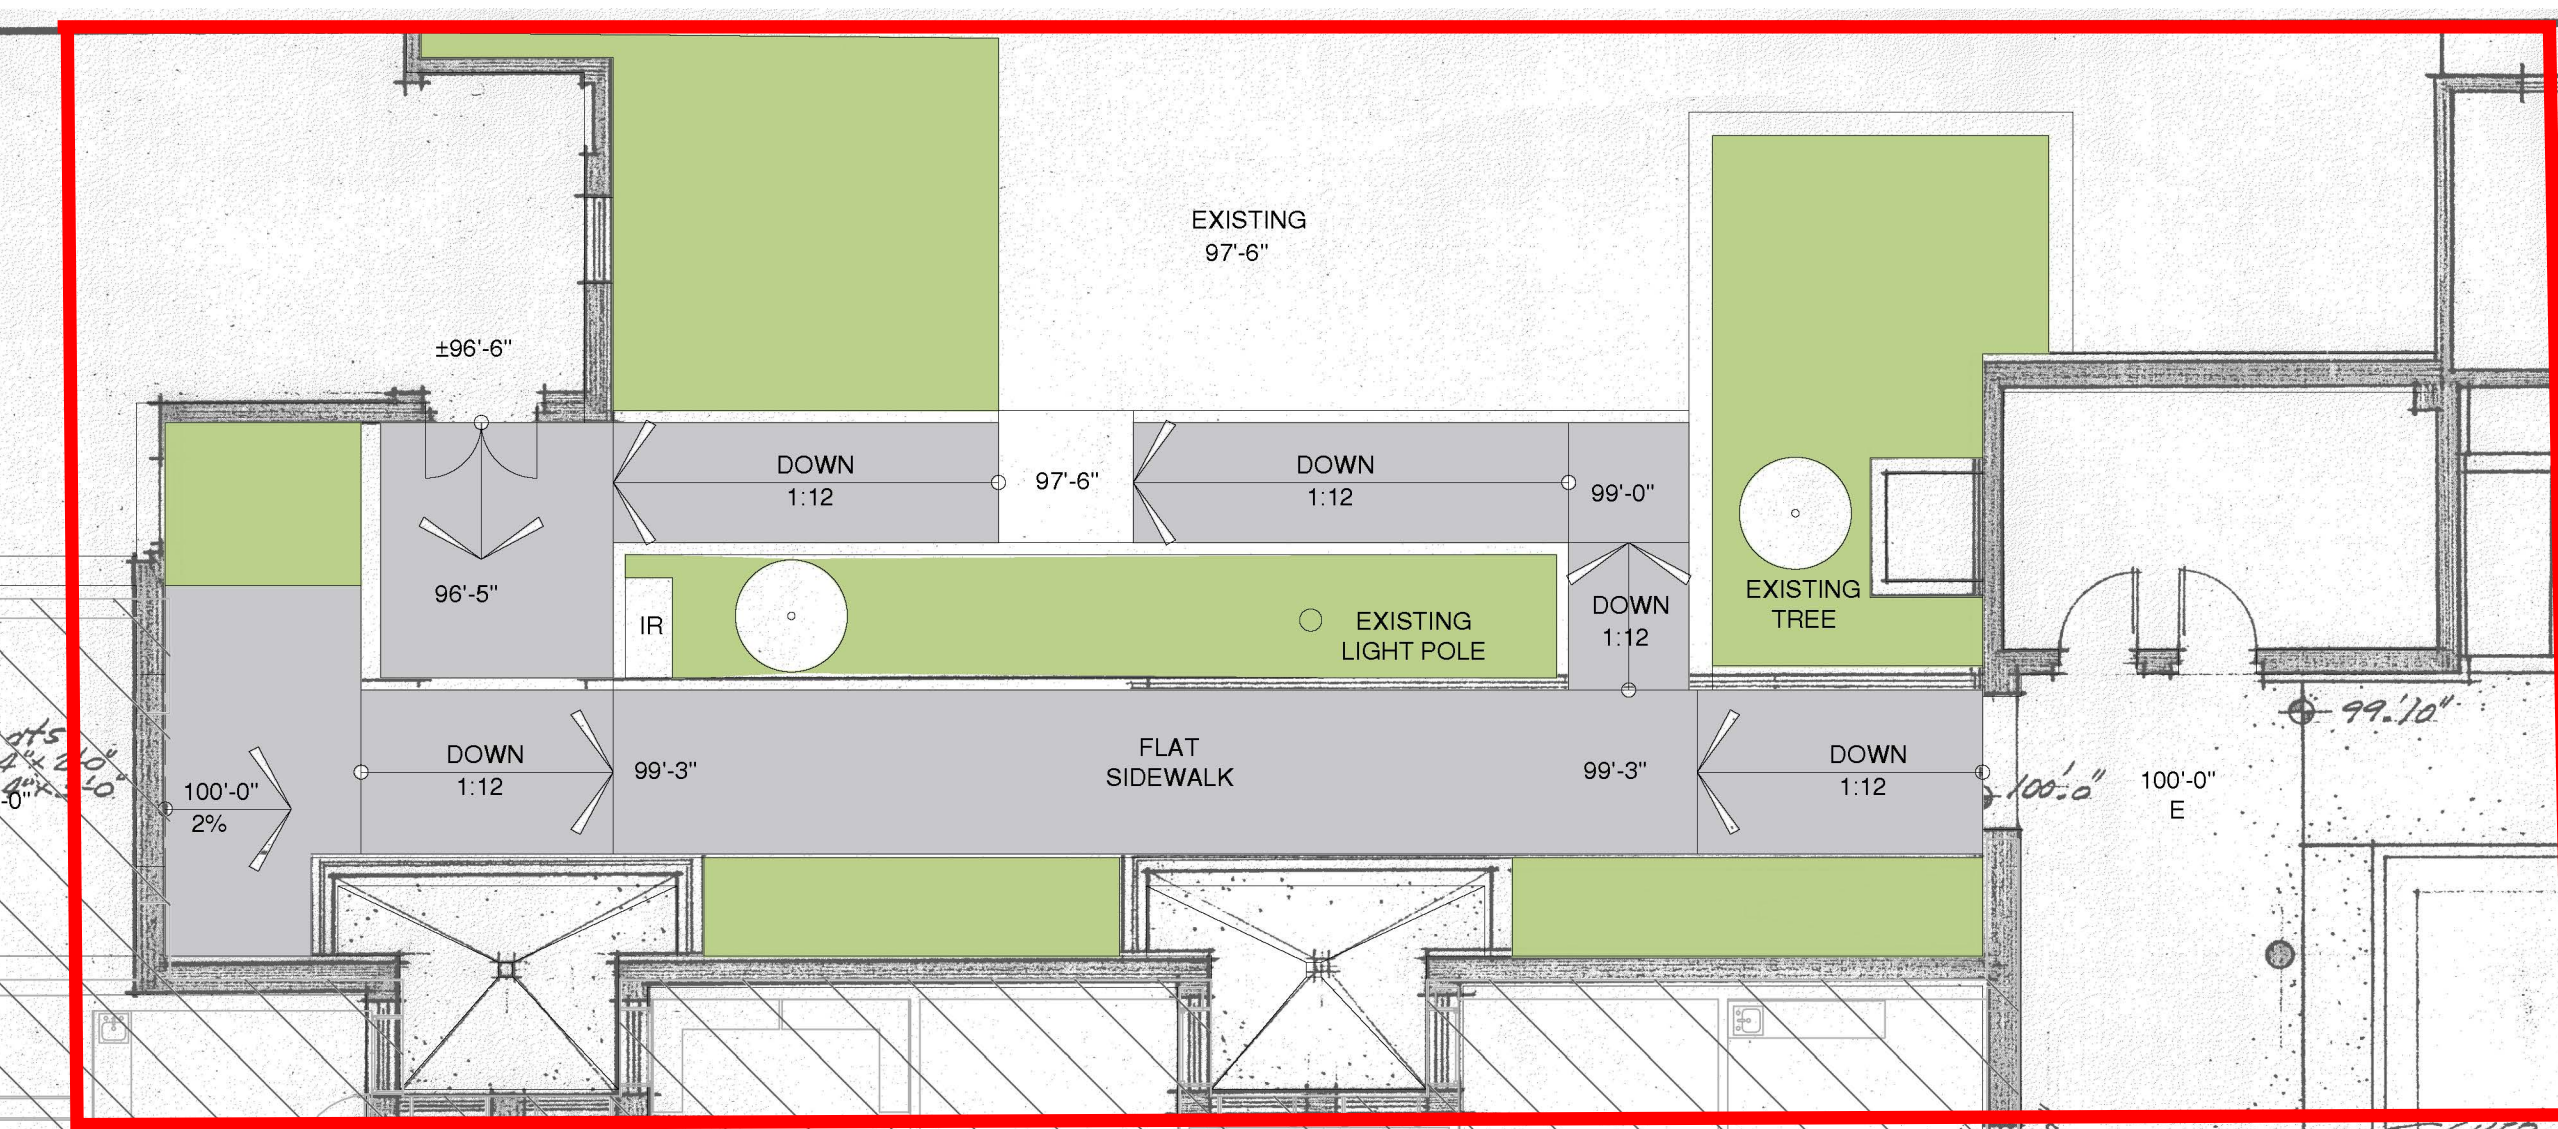 EXISTING
97'-6"
±96'-6"
DOWN
1:12
97'-6"
DOWN
1:12
99'-0"
96'-5"
IR
EXISTING
LIGHT POLE
DOWN
1:12
EXISTING
TREE
99'-10"
DOWN
1:12
99'-3"
FLAT
SIDEWALK
99'-3"
DOWN
1:12
100'-0"
100'-0"
E
100'-0"
2%
-0"